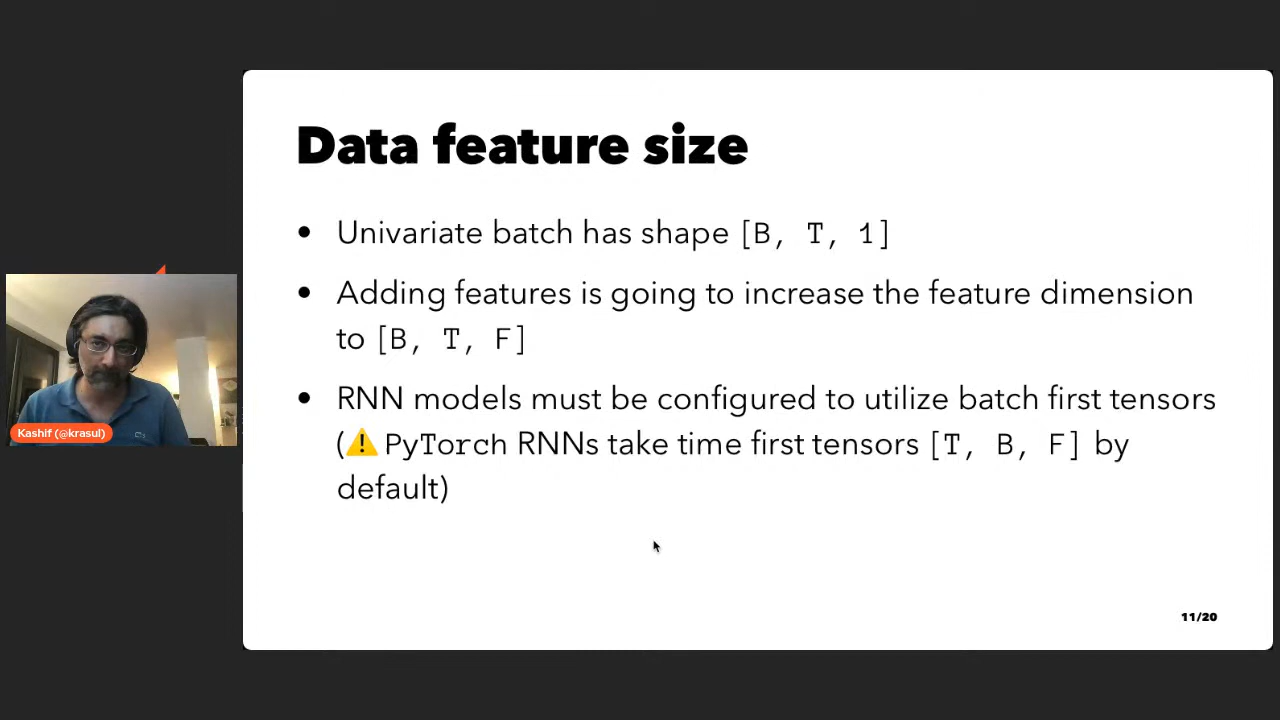 Data feature size
• Univariate batch has shape [B, T, 1]
• Adding features is going to increase the feature dimension
to [B, T, F]
• RNN models must be configured to utilize batch first tensors
(⚠️ PyTorch RNNs take time first tensors [T, B, F] by
default)
Kashif (@krasul)
11/20